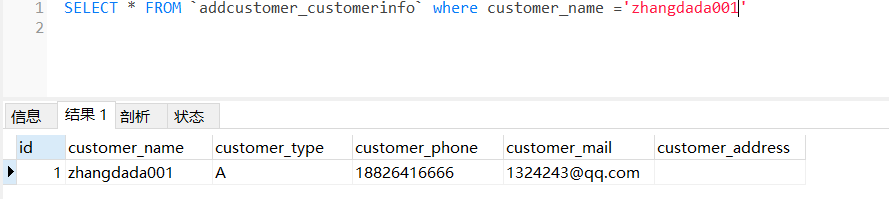 1 SELECT * FROM `addcustomer_customerinfo` where customer_name ='zhangdada001'
2
信息 结果 1 剖析 状态
id customer_name customer_type customer_phone customer_mail customer_address
1 zhangdada001 A 18826416666 1324243@qq.com